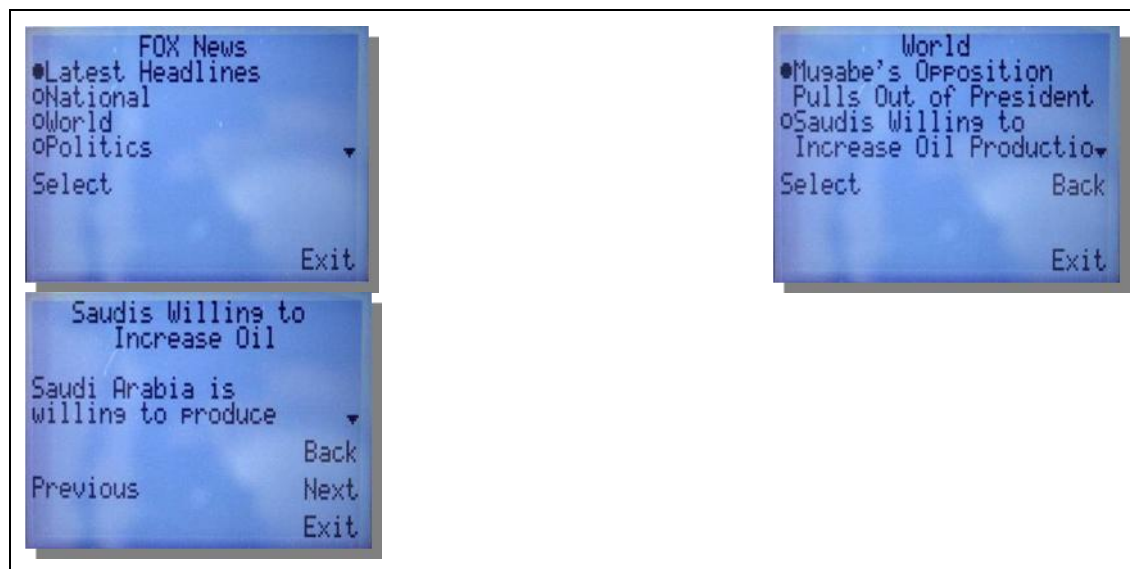 FOX News
●Latest Headlines
○National
○World
○Politics
Select
Exit
World
●Mugabe's Opposition
Pulls Out of President
○Saudis Willing to
Increase Oil Productio
Select Back
Exit
Saudis Willing to
Increase Oil
Saudi Arabia is
willing to produce
Back
Previous Next
Exit